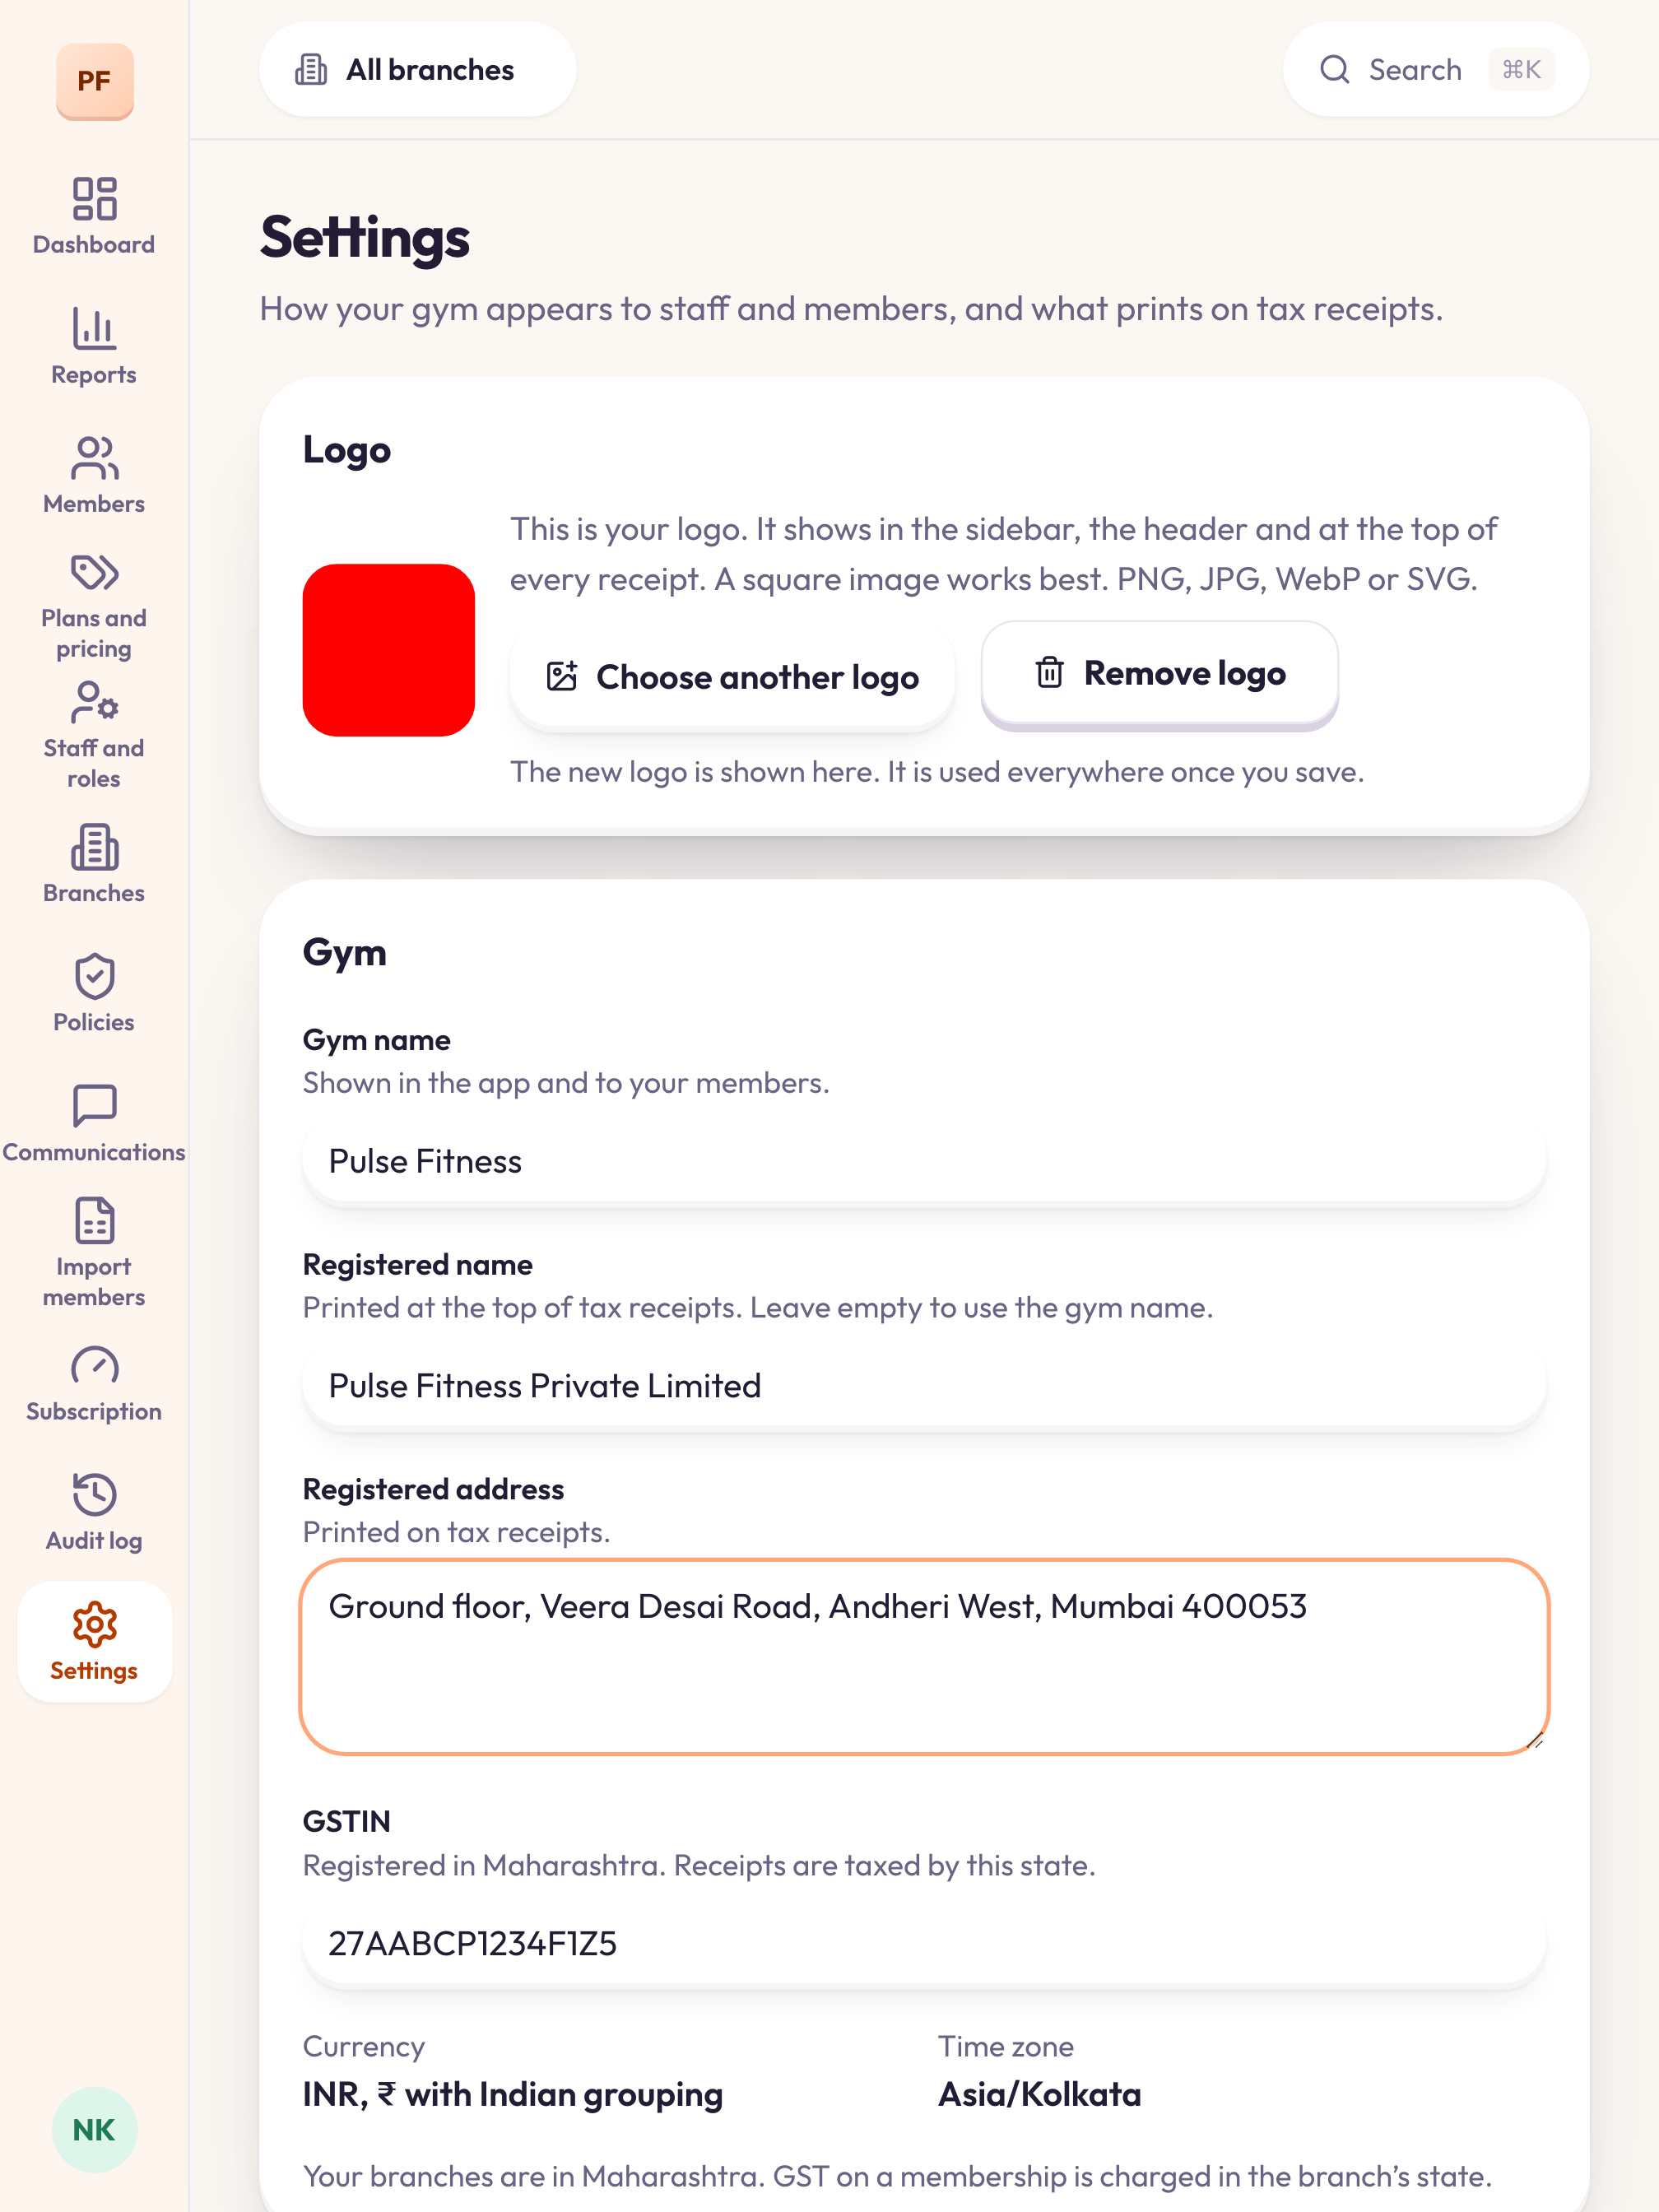 PF
Dashboard
Reports
Members
Plans and
pricing
Staff and
roles
Branches
Policies
Communications
Import
members
Subscription
Audit log
Settings
NK
All branches
Search ⌘K
Settings
How your gym appears to staff and members, and what prints on tax receipts.
Logo
This is your logo. It shows in the sidebar, the header and at the top of
every receipt. A square image works best. PNG, JPG, WebP or SVG.
Choose another logo
Remove logo
The new logo is shown here. It is used everywhere once you save.
Gym
Gym name
Shown in the app and to your members.
Pulse Fitness
Registered name
Printed at the top of tax receipts. Leave empty to use the gym name.
Pulse Fitness Private Limited
Registered address
Printed on tax receipts.
Ground floor, Veera Desai Road, Andheri West, Mumbai 400053
GSTIN
Registered in Maharashtra. Receipts are taxed by this state.
27AABCP1234F1Z5
Currency
INR, ₹ with Indian grouping
Time zone
Asia/Kolkata
Your branches are in Maharashtra. GST on a membership is charged in the branch’s state.